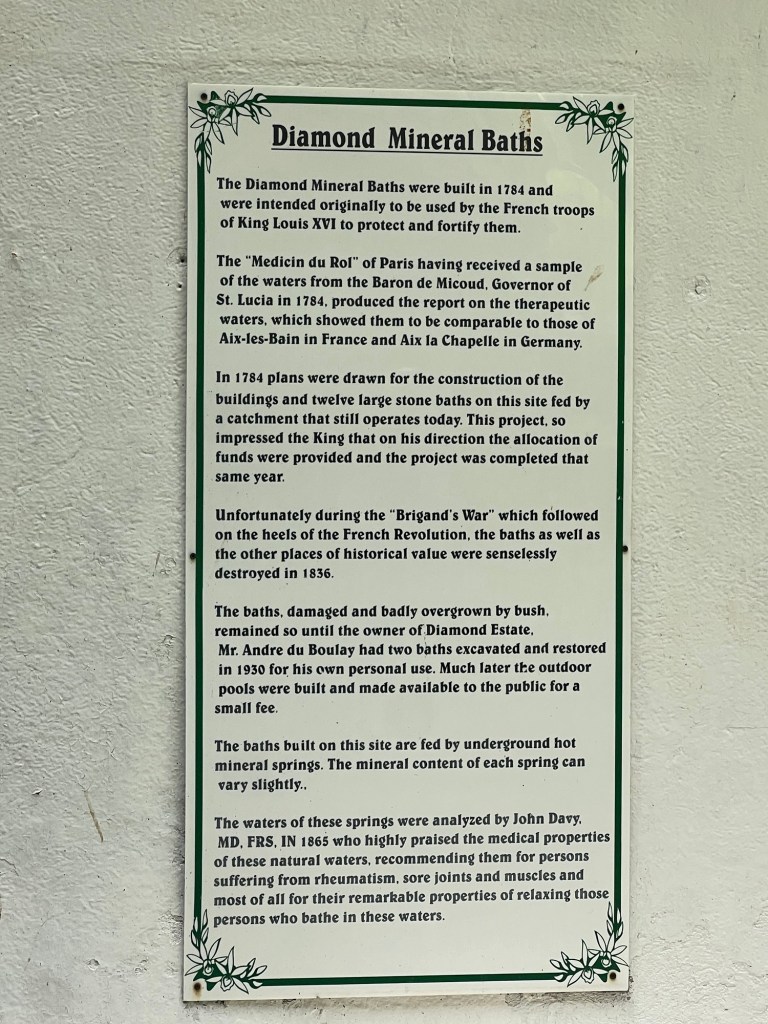 Diamond Mineral Baths
The Diamond Mineral Baths were built in 1784 and
were intended originally to be used by the French troops
of King Louis XVI to protect and fortify them.
The "Medicin du Rol" of Paris having received a sample
of the waters from the Baron de Micoud, Governor of
St. Lucia in 1784, produced the report on the therapeutic
waters, which showed them to be comparable to those of
Aix-les-Bain in France and Aix la Chapelle in Germany.
In 1784 plans were drawn for the construction of the
buildings and twelve large stone baths on this site fed by
a catchment that still operates today. This project, so
impressed the King that on his direction the allocation of
funds were provided and the project was completed that
same year.
Unfortunately during the "Brigand's War" which followed
on the heels of the French Revolution, the baths as well as
the other places of historical value were senselessly
destroyed in 1836.
The baths, damaged and badly overgrown by bush,
remained so until the owner of Diamond Estate,
Mr. Andre du Boulay had two baths excavated and restored
in 1930 for his own personal use. Much later the outdoor
pools were built and made available to the public for a
small fee.
The baths built on this site are fed by underground hot
mineral springs. The mineral content of each spring can
vary slightly.,
The waters of these springs were analyzed by John Davy,
MD, FRS, IN 1865 who highly praised the medical properties
of these natural waters, recommending them for persons
suffering from rheumatism, sore joints and muscles and
most of all for their remarkable properties of relaxing those
persons who bathe in these waters.